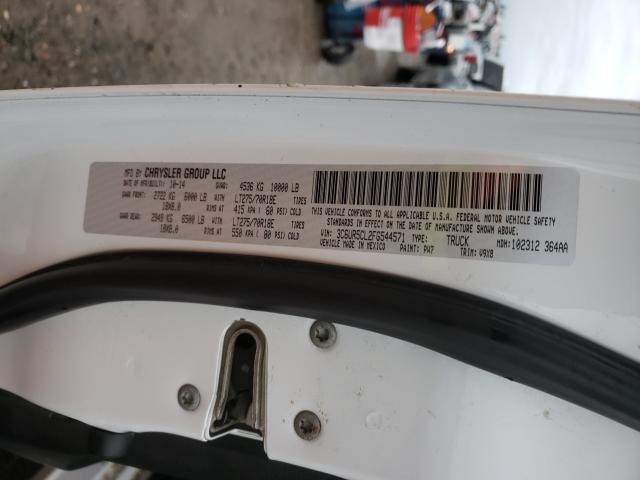 MFD BY CHRYSLER GROUP LLC
DATE OF MFR(BUILT): 10-14 GVWR: 4536 KG 10000 LB
GAWR FRONT: 2722 KG 6000 LB WITH LT275/70R18E TIRES
18X8.0 415 KPA ( 60 PSI) COLD
GAWR REAR: 2948 KG 6500 LB WITH LT275/70R18E TIRES
18X8.0 550 KPA ( 80 PSI) COLD
THIS VEHICLE CONFORMS TO ALL APPLICABLE U.S.A. FEDERAL MOTOR VEHICLE SAFETY
STANDARDS IN EFFECT ON THE DATE OF MANUFACTURE SHOWN ABOVE.
VIN: 3C6UR5CL2FG544571 TYPE: TRUCK MDH: 102312 364AA
VEHICLE MADE IN MEXICO PAINT: PW7 TRIM: V9X8